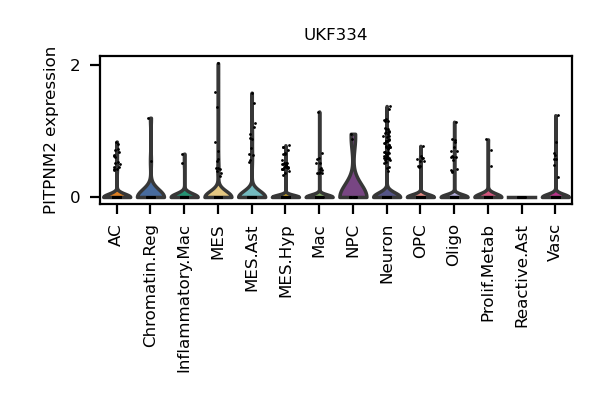 UKF334
PITPNM2 expression
2
0
AC
Chromatin.Reg
Inflammatory.Mac
MES
MES.Ast
MES.Hyp
Mac
NPC
Neuron
OPC
Oligo
Prolif.Metab
Reactive.Ast
Vasc